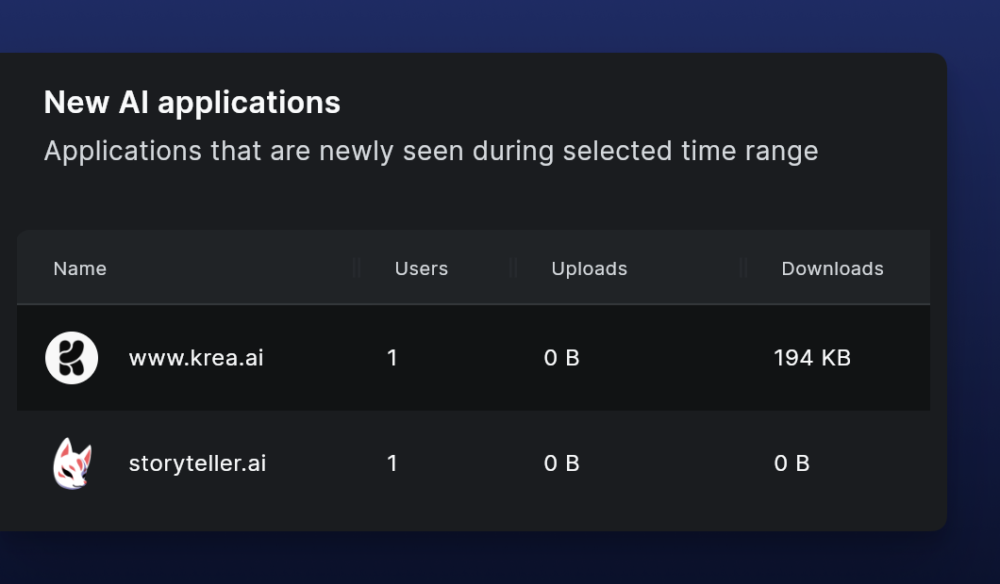 New AI applications
Applications that are newly seen during selected time range
Name Users Uploads Downloads
www.krea.ai 1 0 B 194 KB
storyteller.ai 1 0 B 0 B